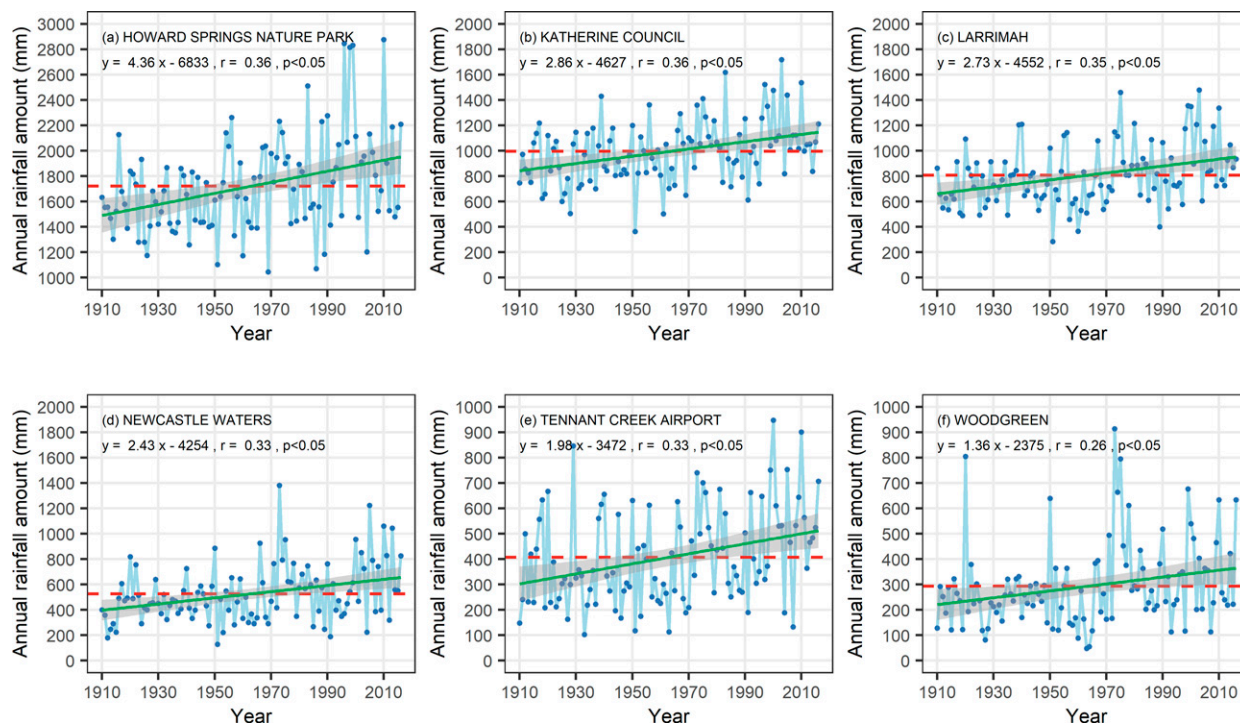 3000
2800
2600
2400
2200
2000
1800
1600
1400
1200
1000
Annual rainfall amount (mm)
(a) HOWARD SPRINGS NATURE PARK
y = 4.36 x - 6833 , r = 0.36 , p<0.05
1910 1930 1950 1970 1990 2010
Year
2000
1800
1600
1400
1200
1000
800
600
400
200
0
Annual rainfall amount (mm)
(b) KATHERINE COUNCIL
y = 2.86 x - 4627 , r = 0.36 , p<0.05
1910 1930 1950 1970 1990 2010
Year
2000
1800
1600
1400
1200
1000
800
600
400
200
0
Annual rainfall amount (mm)
(c) LARRIMAH
y = 2.73 x - 4552 , r = 0.35 , p<0.05
1910 1930 1950 1970 1990 2010
Year
2000
1800
1600
1400
1200
1000
800
600
400
200
0
Annual rainfall amount (mm)
(d) NEWCASTLE WATERS
y = 2.43 x - 4254 , r = 0.33 , p<0.05
1910 1930 1950 1970 1990 2010
Year
1000
900
800
700
600
500
400
300
200
100
0
Annual rainfall amount (mm)
(e) TENNANT CREEK AIRPORT
y = 1.98 x - 3472 , r = 0.33 , p<0.05
1910 1930 1950 1970 1990 2010
Year
1000
900
800
700
600
500
400
300
200
100
0
Annual rainfall amount (mm)
(f) WOODGREEN
y = 1.36 x - 2375 , r = 0.26 , p<0.05
1910 1930 1950 1970 1990 2010
Year